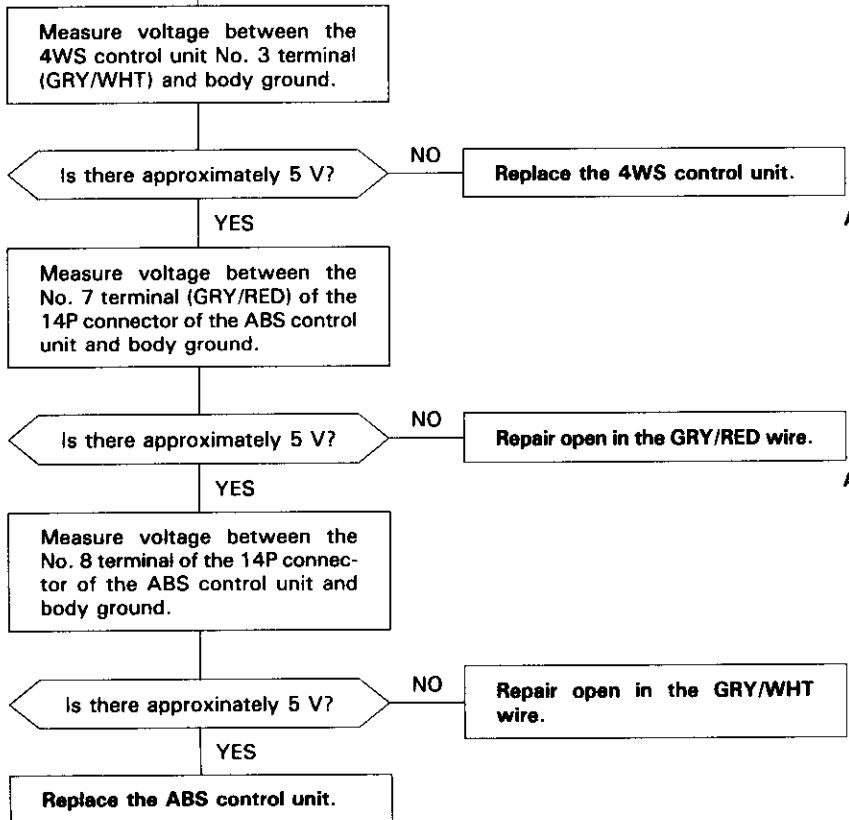 Measure voltage between the
4WS control unit No. 3 terminal
(GRY/WHT) and body ground.
Is there approximately 5 V?
NO
Replace the 4WS control unit.
YES
Measure voltage between the
No. 7 terminal (GRY/RED) of the
14P connector of the ABS control
unit and body ground.
Is there approximately 5 V?
NO
Repair open in the GRY/RED wire.
YES
Measure voltage between the
No. 8 terminal of the 14P connec-
tor of the ABS control unit and
body ground.
Is there approxinately 5 V?
NO
Repair open in the GRY/WHT
wire.
YES
Replace the ABS control unit.